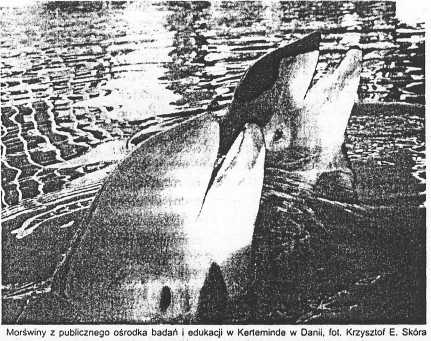 Morświny z publicznego ośrodka badań i edukacji w Kerteminde w Danii, fot. Krzysztof E. Skóra